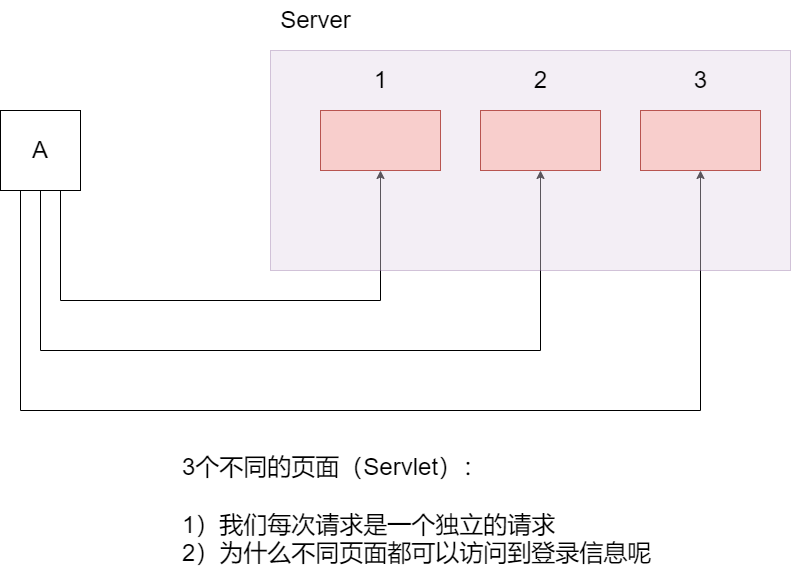 Server
1 2 3
A
3个不同的页面（Servlet）：
1）我们每次请求是一个独立的请求
2）为什么不同页面都可以访问到登录信息呢